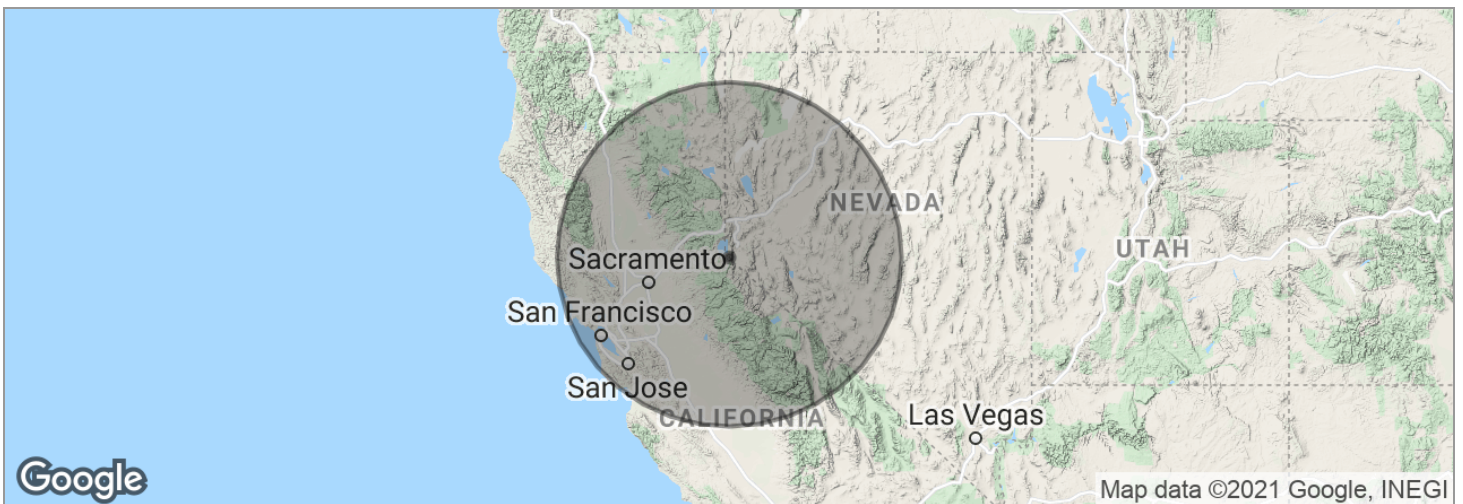 NEVADA
UTAH
Sacramento
San Francisco
San Jose
CALIFORNIA
Las Vegas
Google
Map data ©2021 Google, INEGI